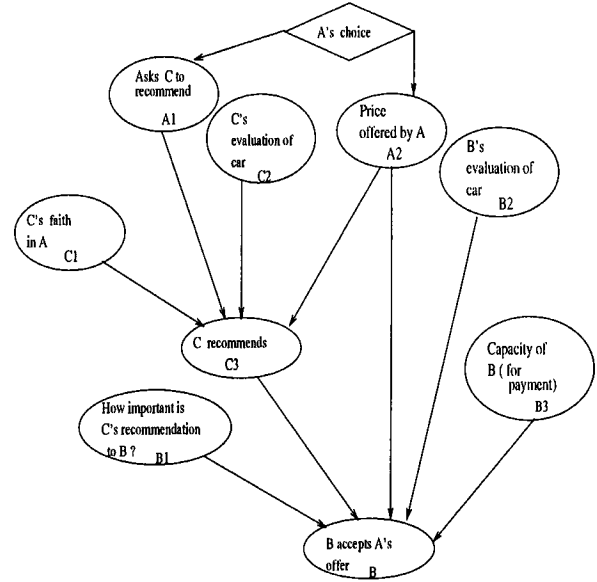 A's choice
Asks C to
recommend
A1
C's
evaluation of
car
C2
Price
offered by A
A2
B's
evaluation of
car
B2
C's faith
in A
C1
C recommends
C3
Capacity of
B ( for
payment)
B3
How important is
C's recommendation
to B ? B1
B accepts A's
offer B